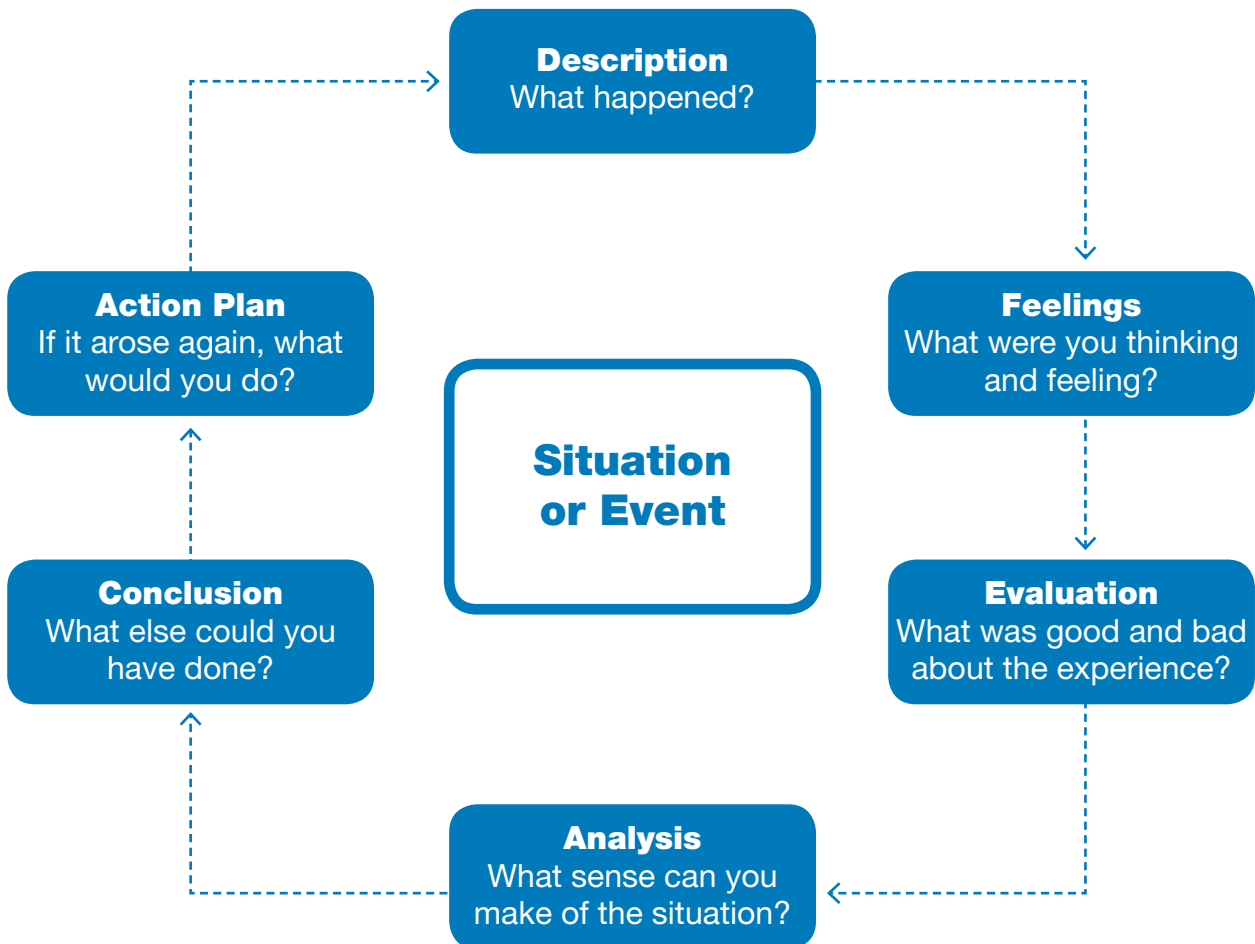 Description
What happened?
Feelings
What were you thinking
and feeling?
Evaluation
What was good and bad
about the experience?
Analysis
What sense can you
make of the situation?
Conclusion
What else could you
have done?
Action Plan
If it arose again, what
would you do?
Situation
or Event